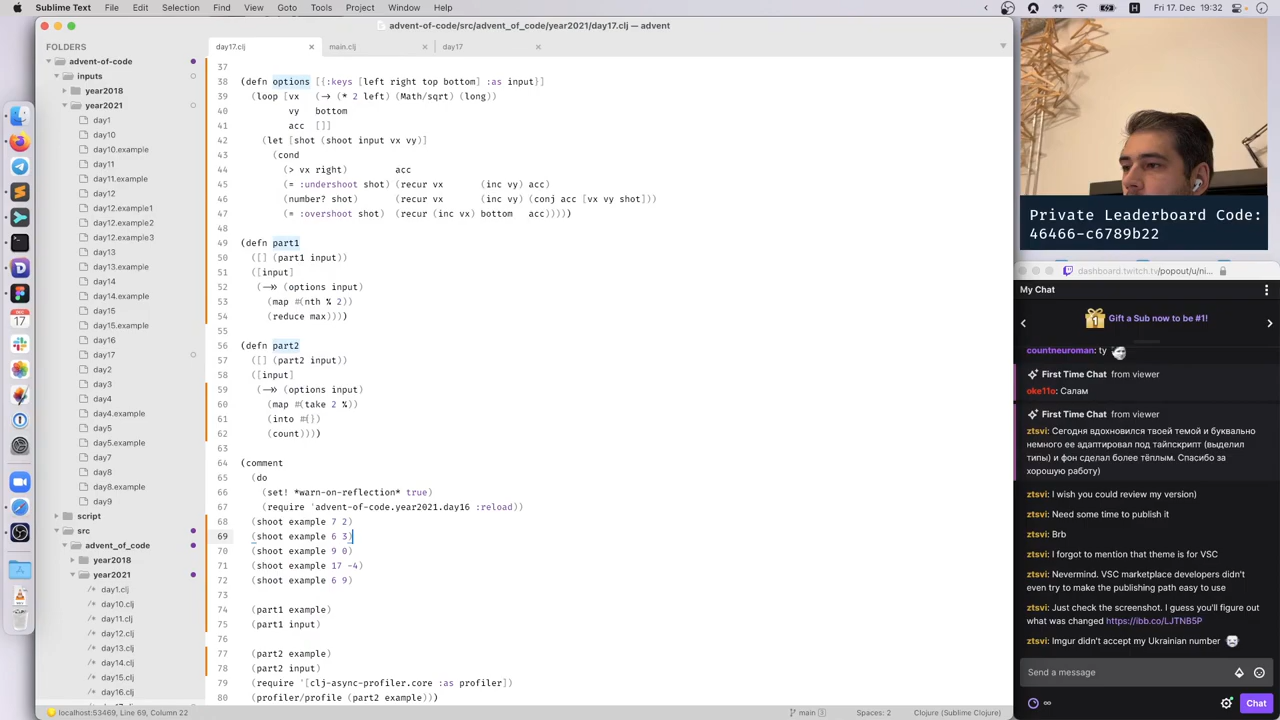 Sublime Text File Edit Selection Find View Goto Tools Project Window Help
Fri 17. Dec 19:32
advent-of-code/src/advent_of_code/year2021/day17.clj — advent
FOLDERS
advent-of-code
inputs
year2018
year2021
day1
day10
day10.example
day11
day11.example
day12
day12.example1
day12.example2
day12.example3
day13
day13.example
day14
day14.example
day15
day15.example
day16
day17
day2
day3
day4
day4.example
day5
day5.example
day7
day8
day8.example
day9
script
src
advent_of_code
year2018
year2021
day1.clj
day10.clj
day11.clj
day12.clj
day13.clj
day14.clj
day15.clj
day16.clj
day17.clj
main.clj
day17
37
38 (defn options [{:keys [left right top bottom] :as input}]
39 (loop [vx (-> (* 2 left) (Math/sqrt) (long))
40 vy bottom
41 acc []]
42 (let [shot (shoot input vx vy)]
43 (cond
44 (> vx right) acc
45 (= :undershoot shot) (recur vx (inc vy) acc)
46 (number? shot) (recur vx (inc vy) (conj acc [vx vy shot]))
47 (= :overshoot shot) (recur (inc vx) bottom acc)))))
48
49 (defn part1
50 ([] (part1 input))
51 ([input]
52 (->> (options input)
53 (map #(nth % 2))
54 (reduce max))))
55
56 (defn part2
57 ([] (part2 input))
58 ([input]
59 (->> (options input)
60 (map #(take 2 %))
61 (into #{})
62 (count))))
63
64 (comment
65 (do
66 (set! *warn-on-reflection* true)
67 (require 'advent-of-code.year2021.day16 :reload))
68 (shoot example 7 2)
69 (shoot example 6 3)
70 (shoot example 9 0)
71 (shoot example 17 -4)
72 (shoot example 6 9)
73
74 (part1 example)
75 (part1 input)
76
77 (part2 example)
78 (part2 input)
79 (require '[clj-async-profiler.core :as profiler])
80 (profiler/profile (part2 example)))
localhost:53469, Line 69, Column 22
main 3
Spaces: 2
Clojure (Sublime Clojure)
Private Leaderboard Code:
46466-c6789b22
dashboard.twitch.tv/popout/u/ni...
My Chat
Gift a Sub now to be #1!
countneuroman: ty
First Time Chat from viewer
oke11o: Салам
First Time Chat from viewer
ztsvi: Сегодня вдохновился твоей темой и буквально
немного ее адаптировал под тайпскрипт (выделил
типы) и фон сделал более тёплым. Спасибо за
хорошую работу)
ztsvi: I wish you could review my version)
ztsvi: Need some time to publish it
ztsvi: Brb
ztsvi: I forgot to mention that theme is for VSC
ztsvi: Nevermind. VSC marketplace developers didn't
even try to make the publishing path easy to use
ztsvi: Just check the screenshot. I guess you'll figure out
what was changed https://ibb.co/LJTNB5P
ztsvi: Imgur didn't accept my Ukrainian number
Send a message
Chat